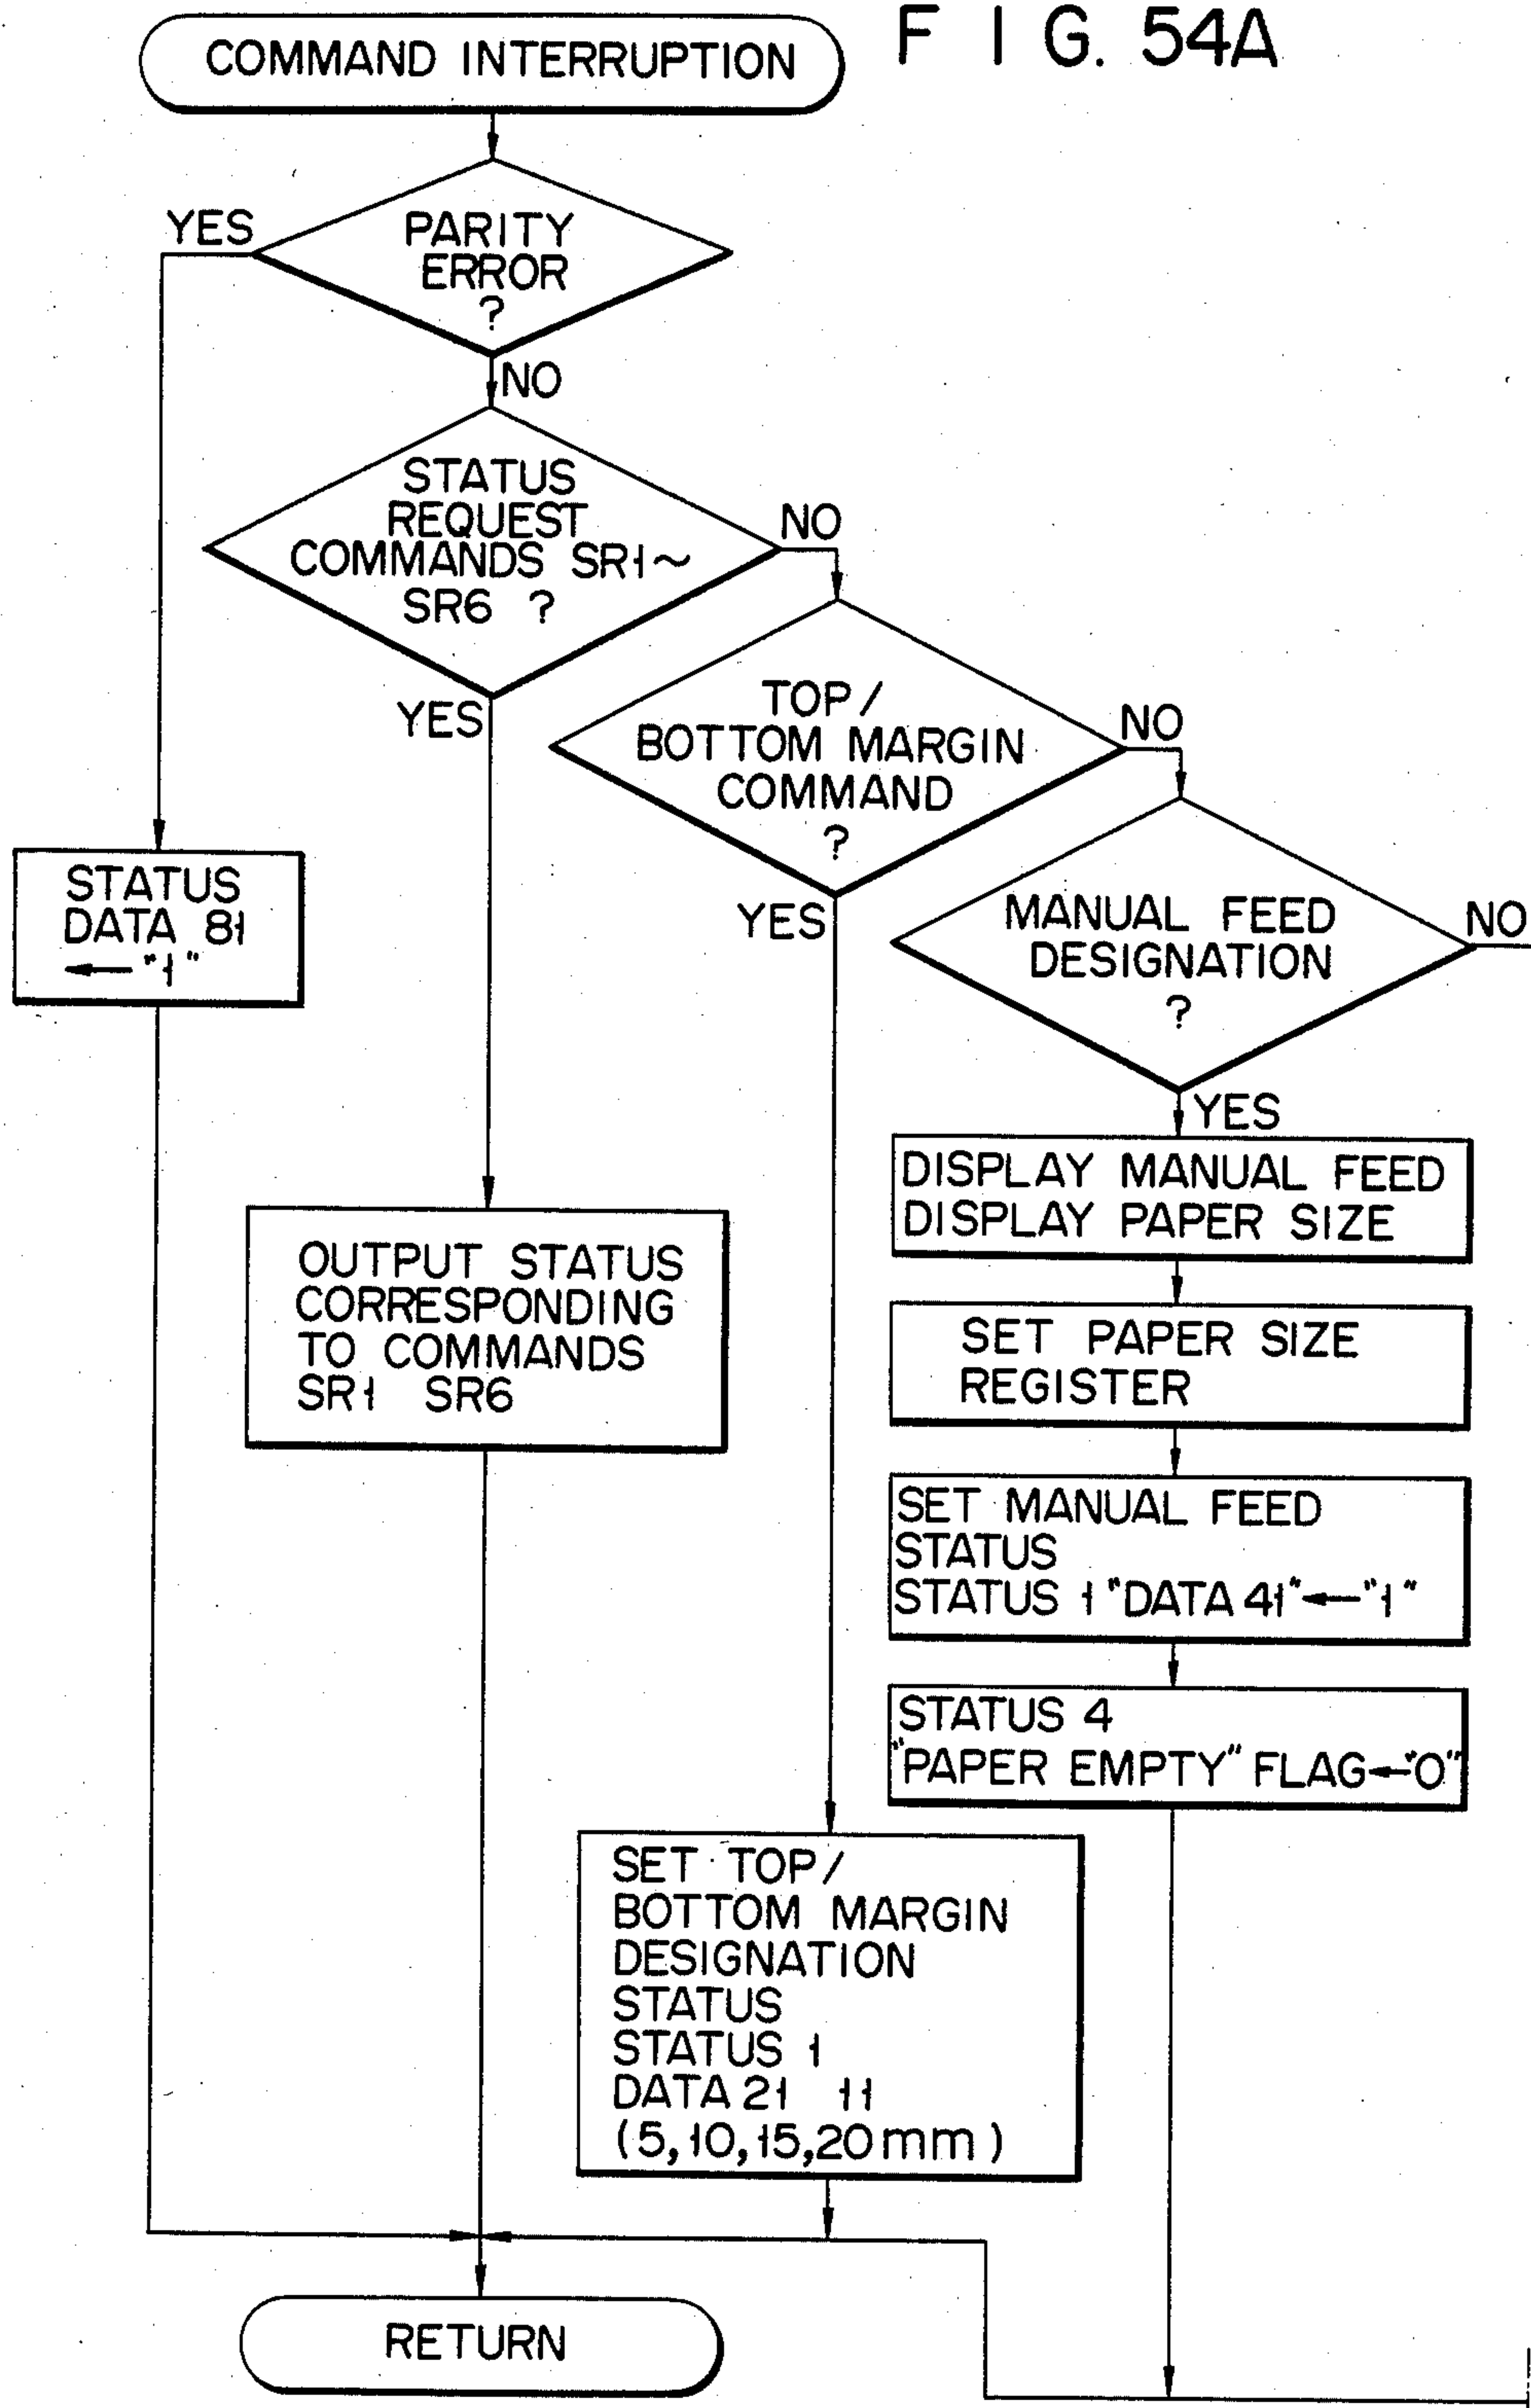 F I G. 54A
COMMAND INTERRUPTION
YES
PARITY
ERROR
?
NO
STATUS
REQUEST
COMMANDS SR1~
SR6 ?
NO
YES
TOP/
BOTTOM MARGIN
COMMAND
?
NO
YES
MANUAL FEED
DESIGNATION
?
NO
YES
STATUS
DATA 81
← "1"
OUTPUT STATUS
CORRESPONDING
TO COMMANDS
SR1 SR6
DISPLAY MANUAL FEED
DISPLAY PAPER SIZE
SET PAPER SIZE
REGISTER
SET MANUAL FEED
STATUS
STATUS 1 "DATA 41" ← "1"
STATUS 4
"PAPER EMPTY" FLAG ← "0"
SET TOP/
BOTTOM MARGIN
DESIGNATION
STATUS
STATUS 1
DATA 21 11
(5,10,15,20mm)
RETURN